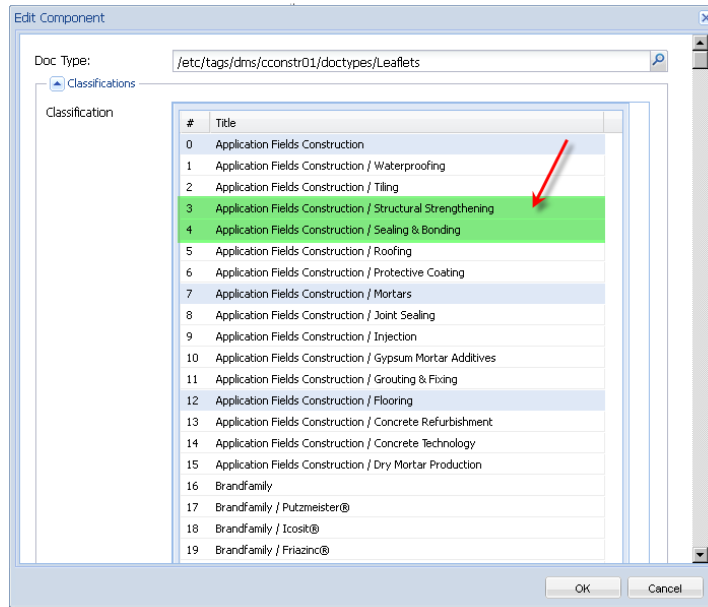 Edit Component
Doc Type: /etc/tags/dms/cconstr01/doctypes/Leaflets
Classifications
Classification
# Title
0 Application Fields Construction
1 Application Fields Construction / Waterproofing
2 Application Fields Construction / Tiling
3 Application Fields Construction / Structural Strengthening
4 Application Fields Construction / Sealing & Bonding
5 Application Fields Construction / Roofing
6 Application Fields Construction / Protective Coating
7 Application Fields Construction / Mortars
8 Application Fields Construction / Joint Sealing
9 Application Fields Construction / Injection
10 Application Fields Construction / Gypsum Mortar Additives
11 Application Fields Construction / Grouting & Fixing
12 Application Fields Construction / Flooring
13 Application Fields Construction / Concrete Refurbishment
14 Application Fields Construction / Concrete Technology
15 Application Fields Construction / Dry Mortar Production
16 Brandfamily
17 Brandfamily / Putzmeister®
18 Brandfamily / Icosit®
19 Brandfamily / Friazinc®
OK Cancel